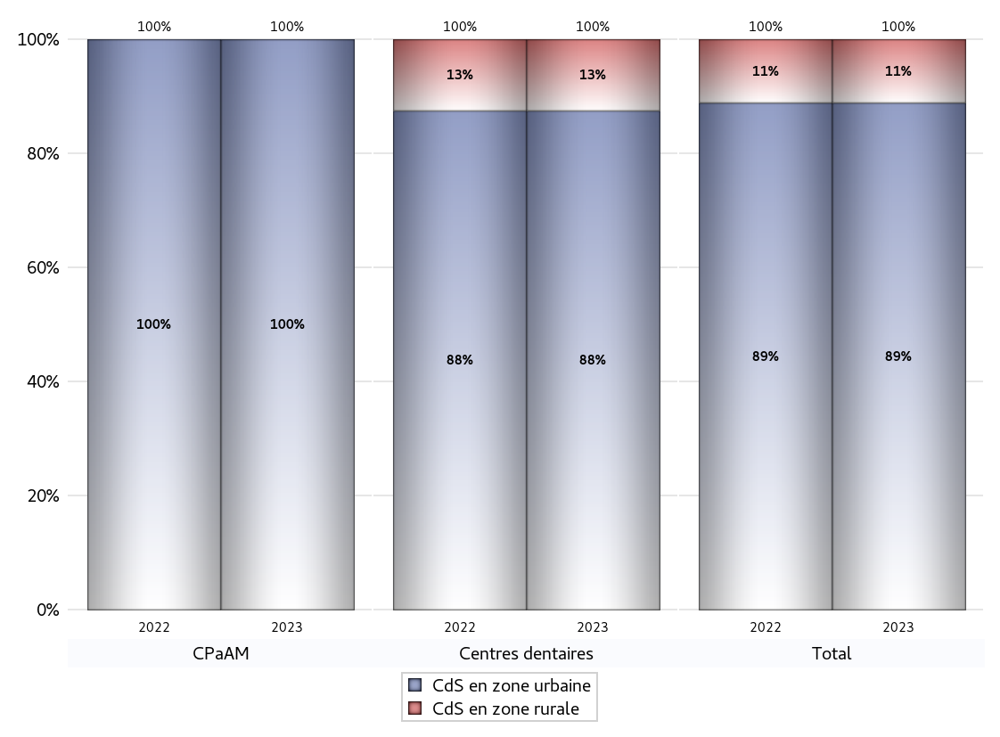 100% 100% 100% 100% 100% 100%
100%
13% 13% 11% 11%
80%
60%
100% 100%
88% 88% 89% 89%
40%
20%
0%
2022 2023 2022 2023 2022 2023
CPaAM Centres dentaires Total
CdS en zone urbaine
CdS en zone rurale